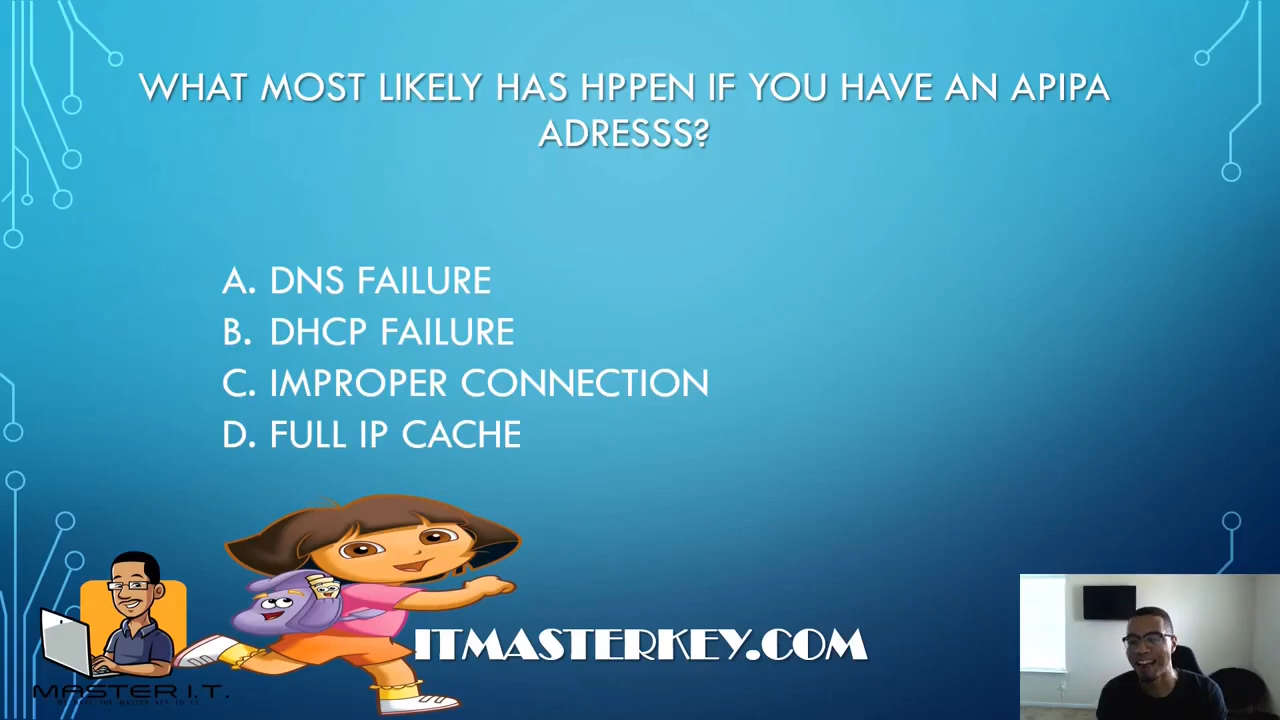 WHAT MOST LIKELY HAS HPPEN IF YOU HAVE AN APIPA
ADRESSS?
A. DNS FAILURE
B. DHCP FAILURE
C. IMPROPER CONNECTION
D. FULL IP CACHE
ITMASTERKEY.COM
MASTER I.T.